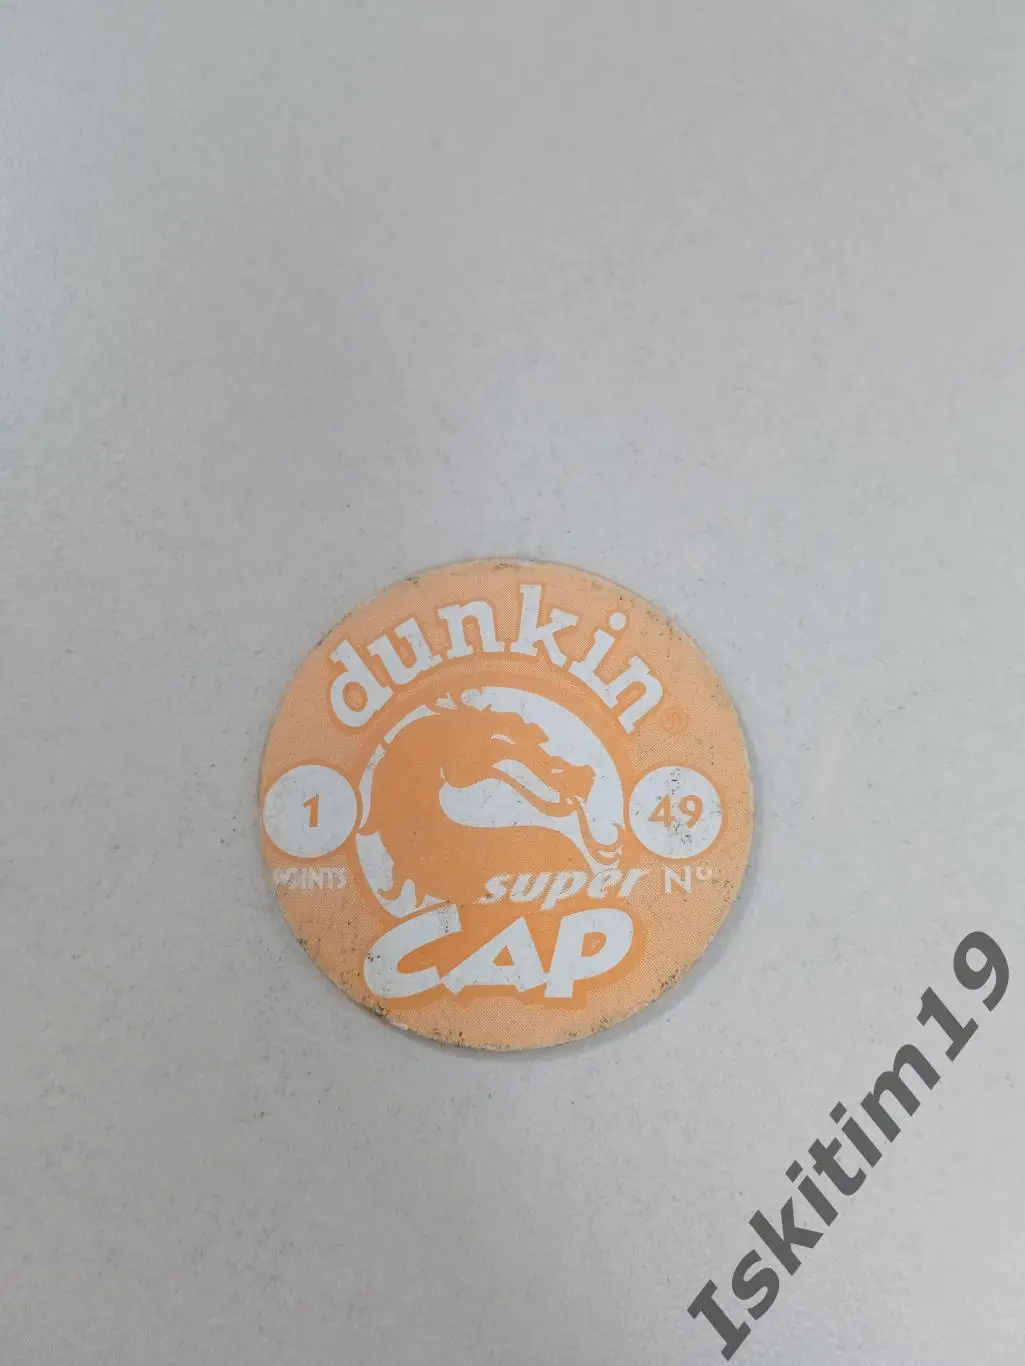 dunkin®
1
49
POINTS
super
Nº
CAP
Iskitim19